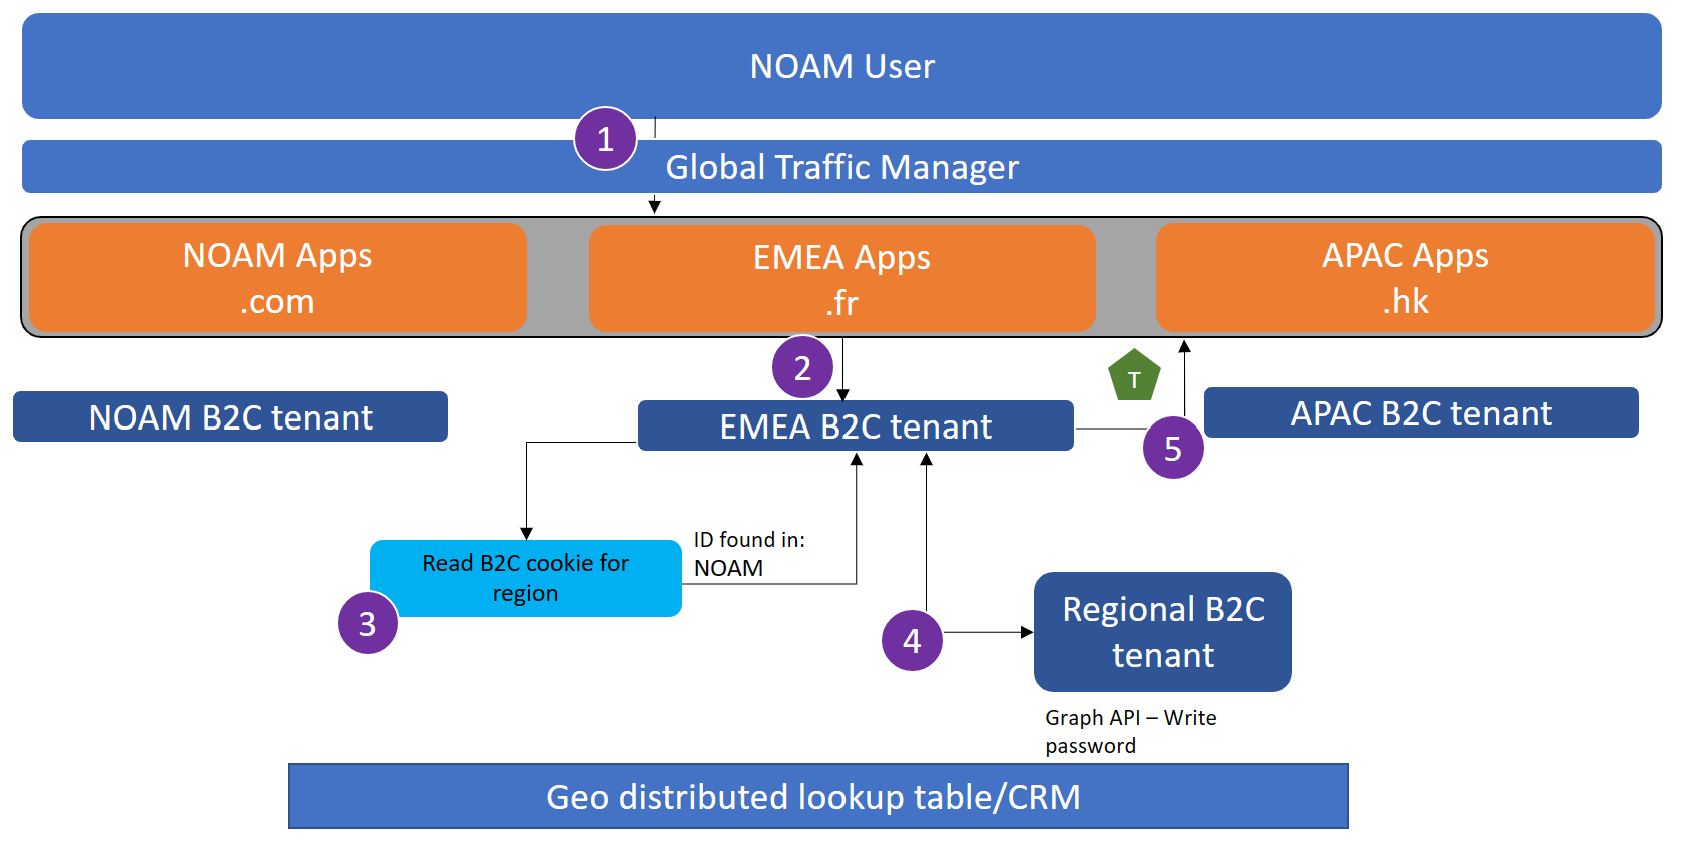 NOAM User
1
Global Traffic Manager
NOAM Apps
.com
EMEA Apps
.fr
APAC Apps
.hk
2
T
NOAM B2C tenant
EMEA B2C tenant
APAC B2C tenant
5
Read B2C cookie for
region
ID found in:
NOAM
3
4
Regional B2C
tenant
Graph API – Write
password
Geo distributed lookup table/CRM